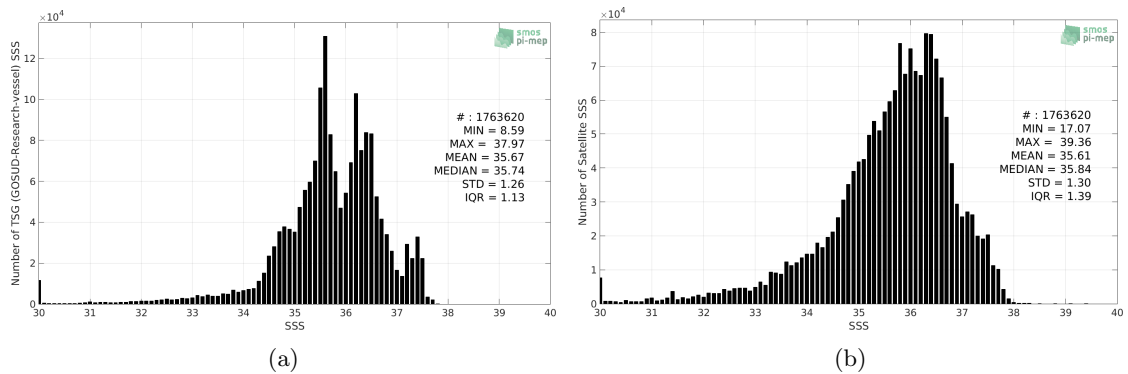 ×10⁴
smos
pi-mep
Number of TSG (GOSUD-Research-vessel) SSS
12
10
8
6
4
2
0
# : 1763620
MIN = 8.59
MAX = 37.97
MEAN = 35.67
MEDIAN = 35.74
STD = 1.26
IQR = 1.13
30 31 32 33 34 35 36 37 38 39 40
SSS
(a)
×10⁴
smos
pi-mep
Number of Satellite SSS
8
7
6
5
4
3
2
1
0
# : 1763620
MIN = 17.07
MAX = 39.36
MEAN = 35.61
MEDIAN = 35.84
STD = 1.30
IQR = 1.39
30 31 32 33 34 35 36 37 38 39 40
SSS
(b)